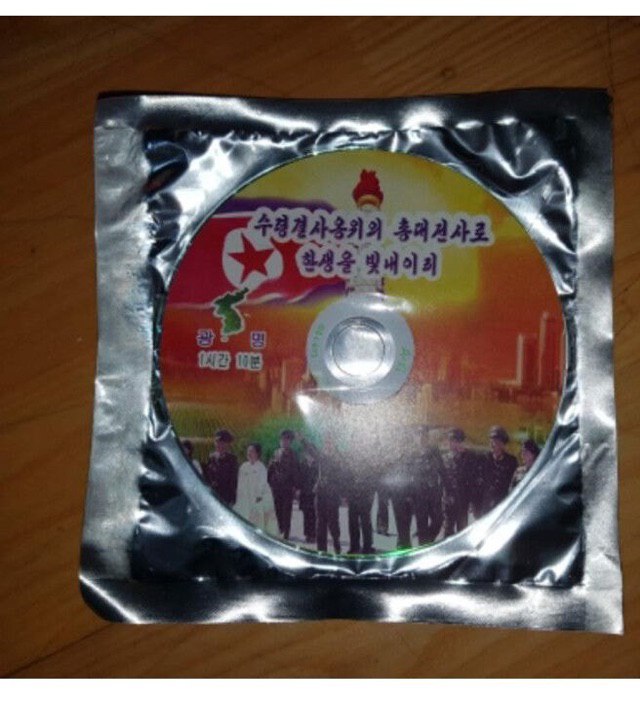 수령결사옹위의 총대전사로
한생을 빛내이리
광 명
1시간 10분